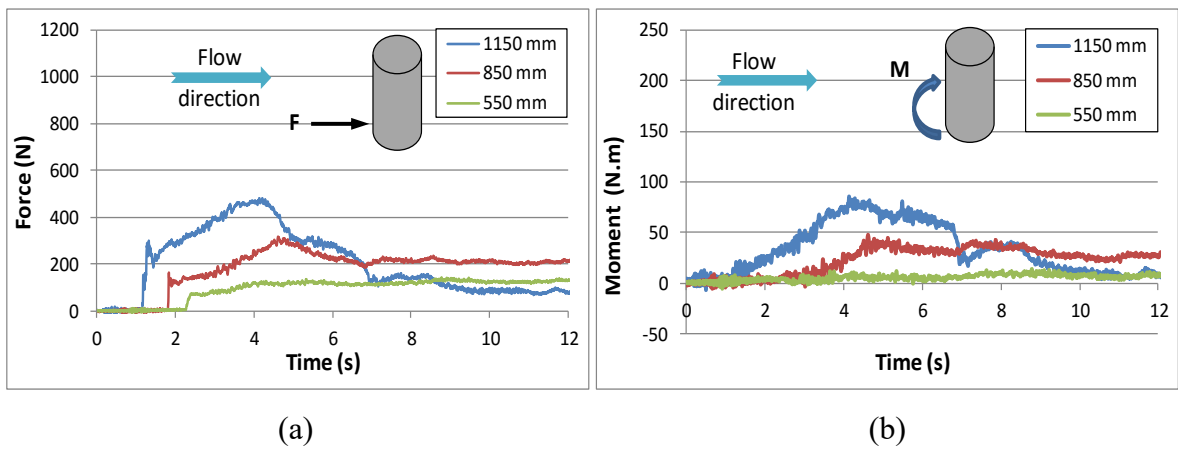 1200
1000
800
600
400
200
0
Force (N)
0 2 4 6 8 10 12
Time (s)
Flow
direction
F
1150 mm
850 mm
550 mm
(a)
250
200
150
100
50
0
-50
Moment (N.m)
0 2 4 6 8 10 12
Time (s)
Flow
direction
M
1150 mm
850 mm
550 mm
(b)